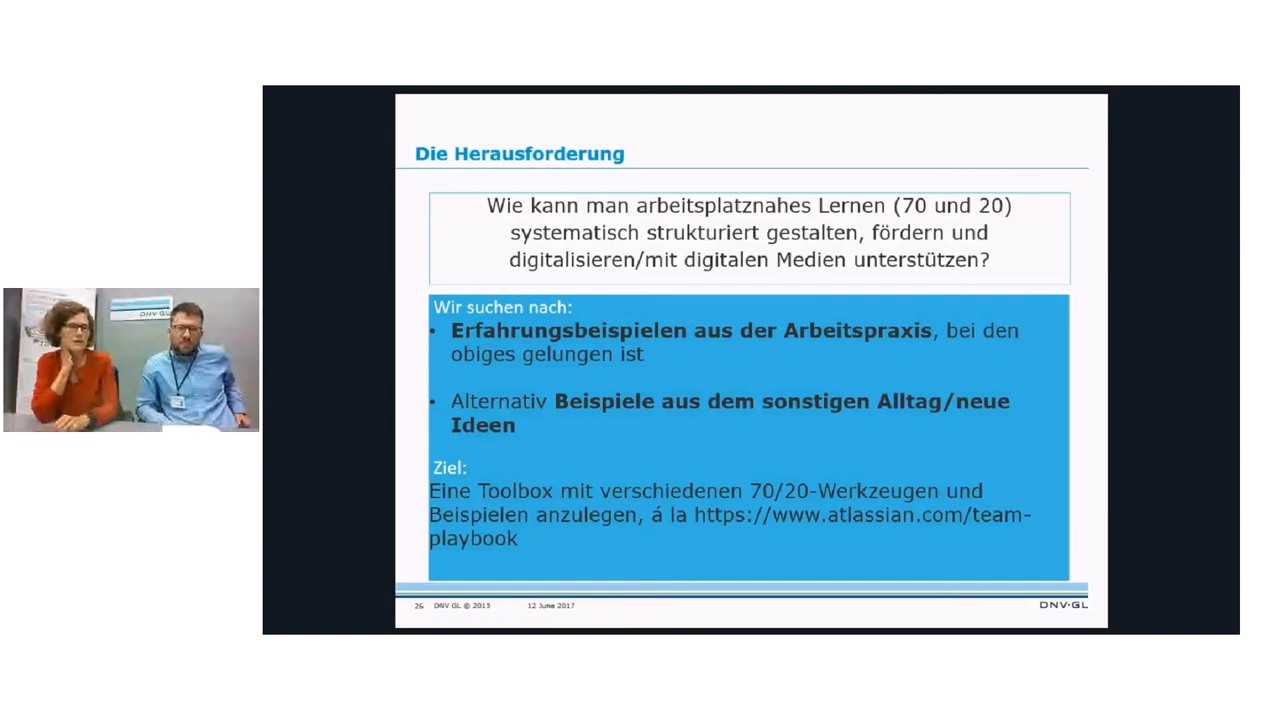 Die Herausforderung
Wie kann man arbeitsplatznahes Lernen (70 und 20)
systematisch strukturiert gestalten, fördern und
digitalisieren/mit digitalen Medien unterstützen?
Wir suchen nach:
• Erfahrungsbeispielen aus der Arbeitspraxis, bei den
obiges gelungen ist
• Alternativ Beispiele aus dem sonstigen Alltag/neue
Ideen
Ziel:
Eine Toolbox mit verschiedenen 70/20-Werkzeugen und
Beispielen anzulegen, á la https://www.atlassian.com/team-
playbook
26 DNV GL © 2013 12 June 2017
DNV·GL
DNV·GL